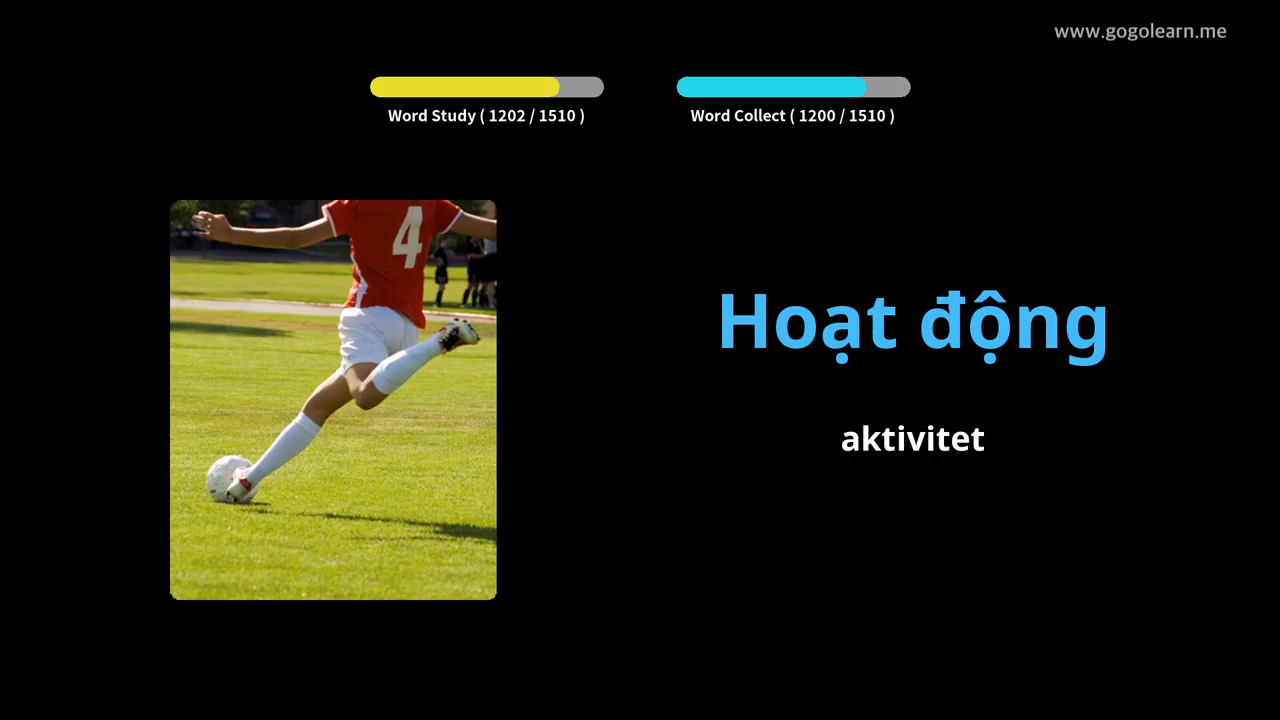 www.gogolearn.me
Word Study ( 1202 / 1510 )
Word Collect ( 1200 / 1510 )
4
Hoạt động
aktivitet